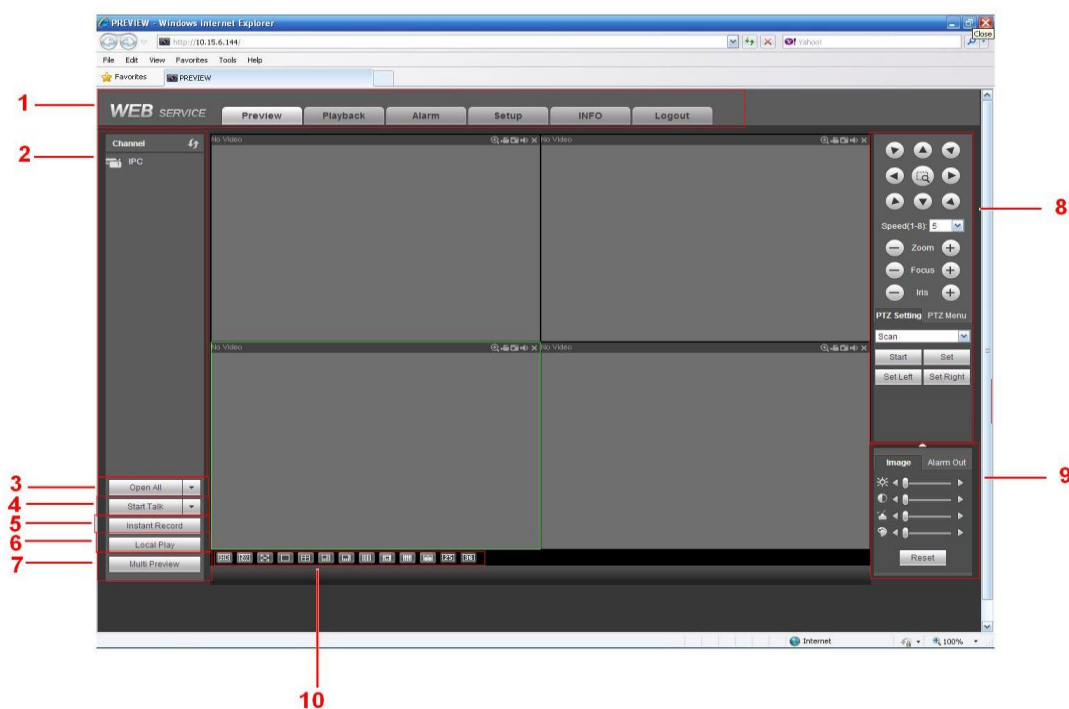 PREVIEW - Windows Internet Explorer
Close
http://10.15.6.144/
Yahoo!
File Edit View Favorites Tools Help
Favorites
PREVIEW
1
WEB SERVICE
Preview
Playback
Alarm
Setup
INFO
Logout
2
Channel
IPC
No Video
No Video
8
Speed(1-8): 5
Zoom
Focus
Iris
PTZ Setting
PTZ Menu
Scan
Start
Set
Set Left
Set Right
No Video
No Video
9
Image
Alarm Out
Reset
3
Open All
4
Start Talk
5
Instant Record
6
Local Play
7
Multi Preview
25
36
Internet
100%
10